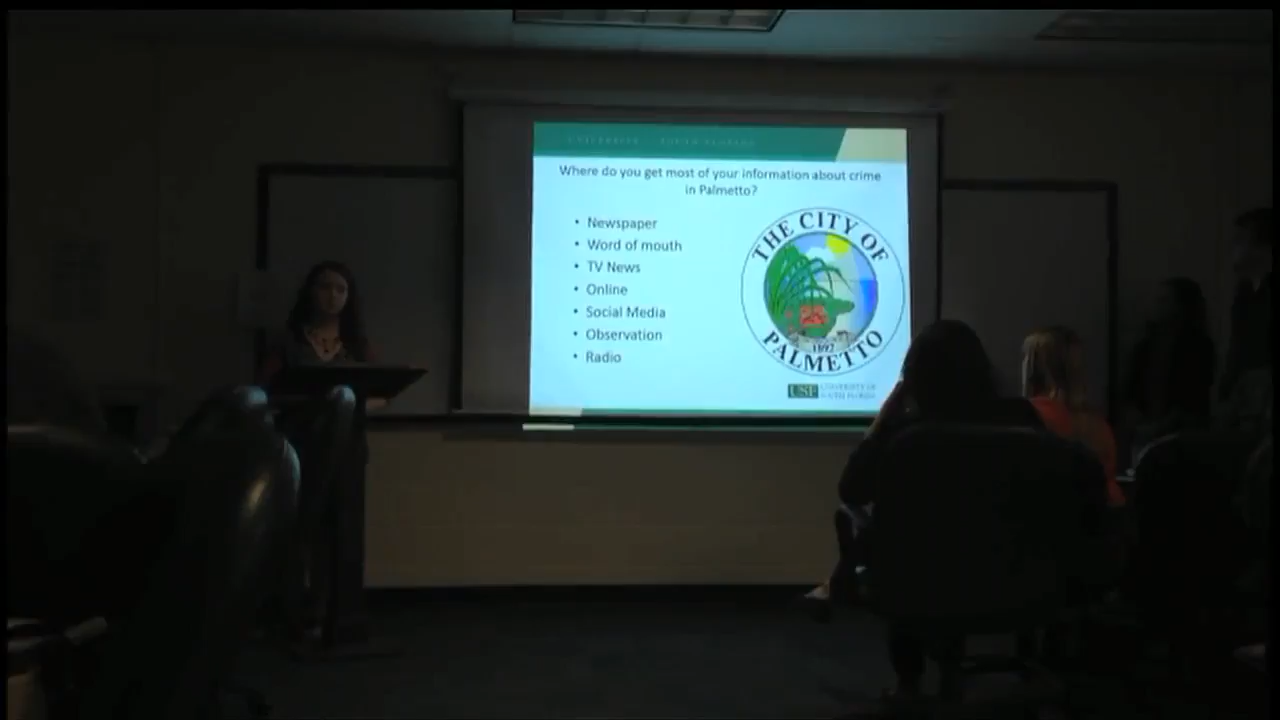 Where do you get most of your information about crime
in Palmetto?
• Newspaper
• Word of mouth
• TV News
• Online
• Social Media
• Observation
• Radio
THE CITY OF
1897
PALMETTO
USF UNIVERSITY OF
SOUTH FLORIDA